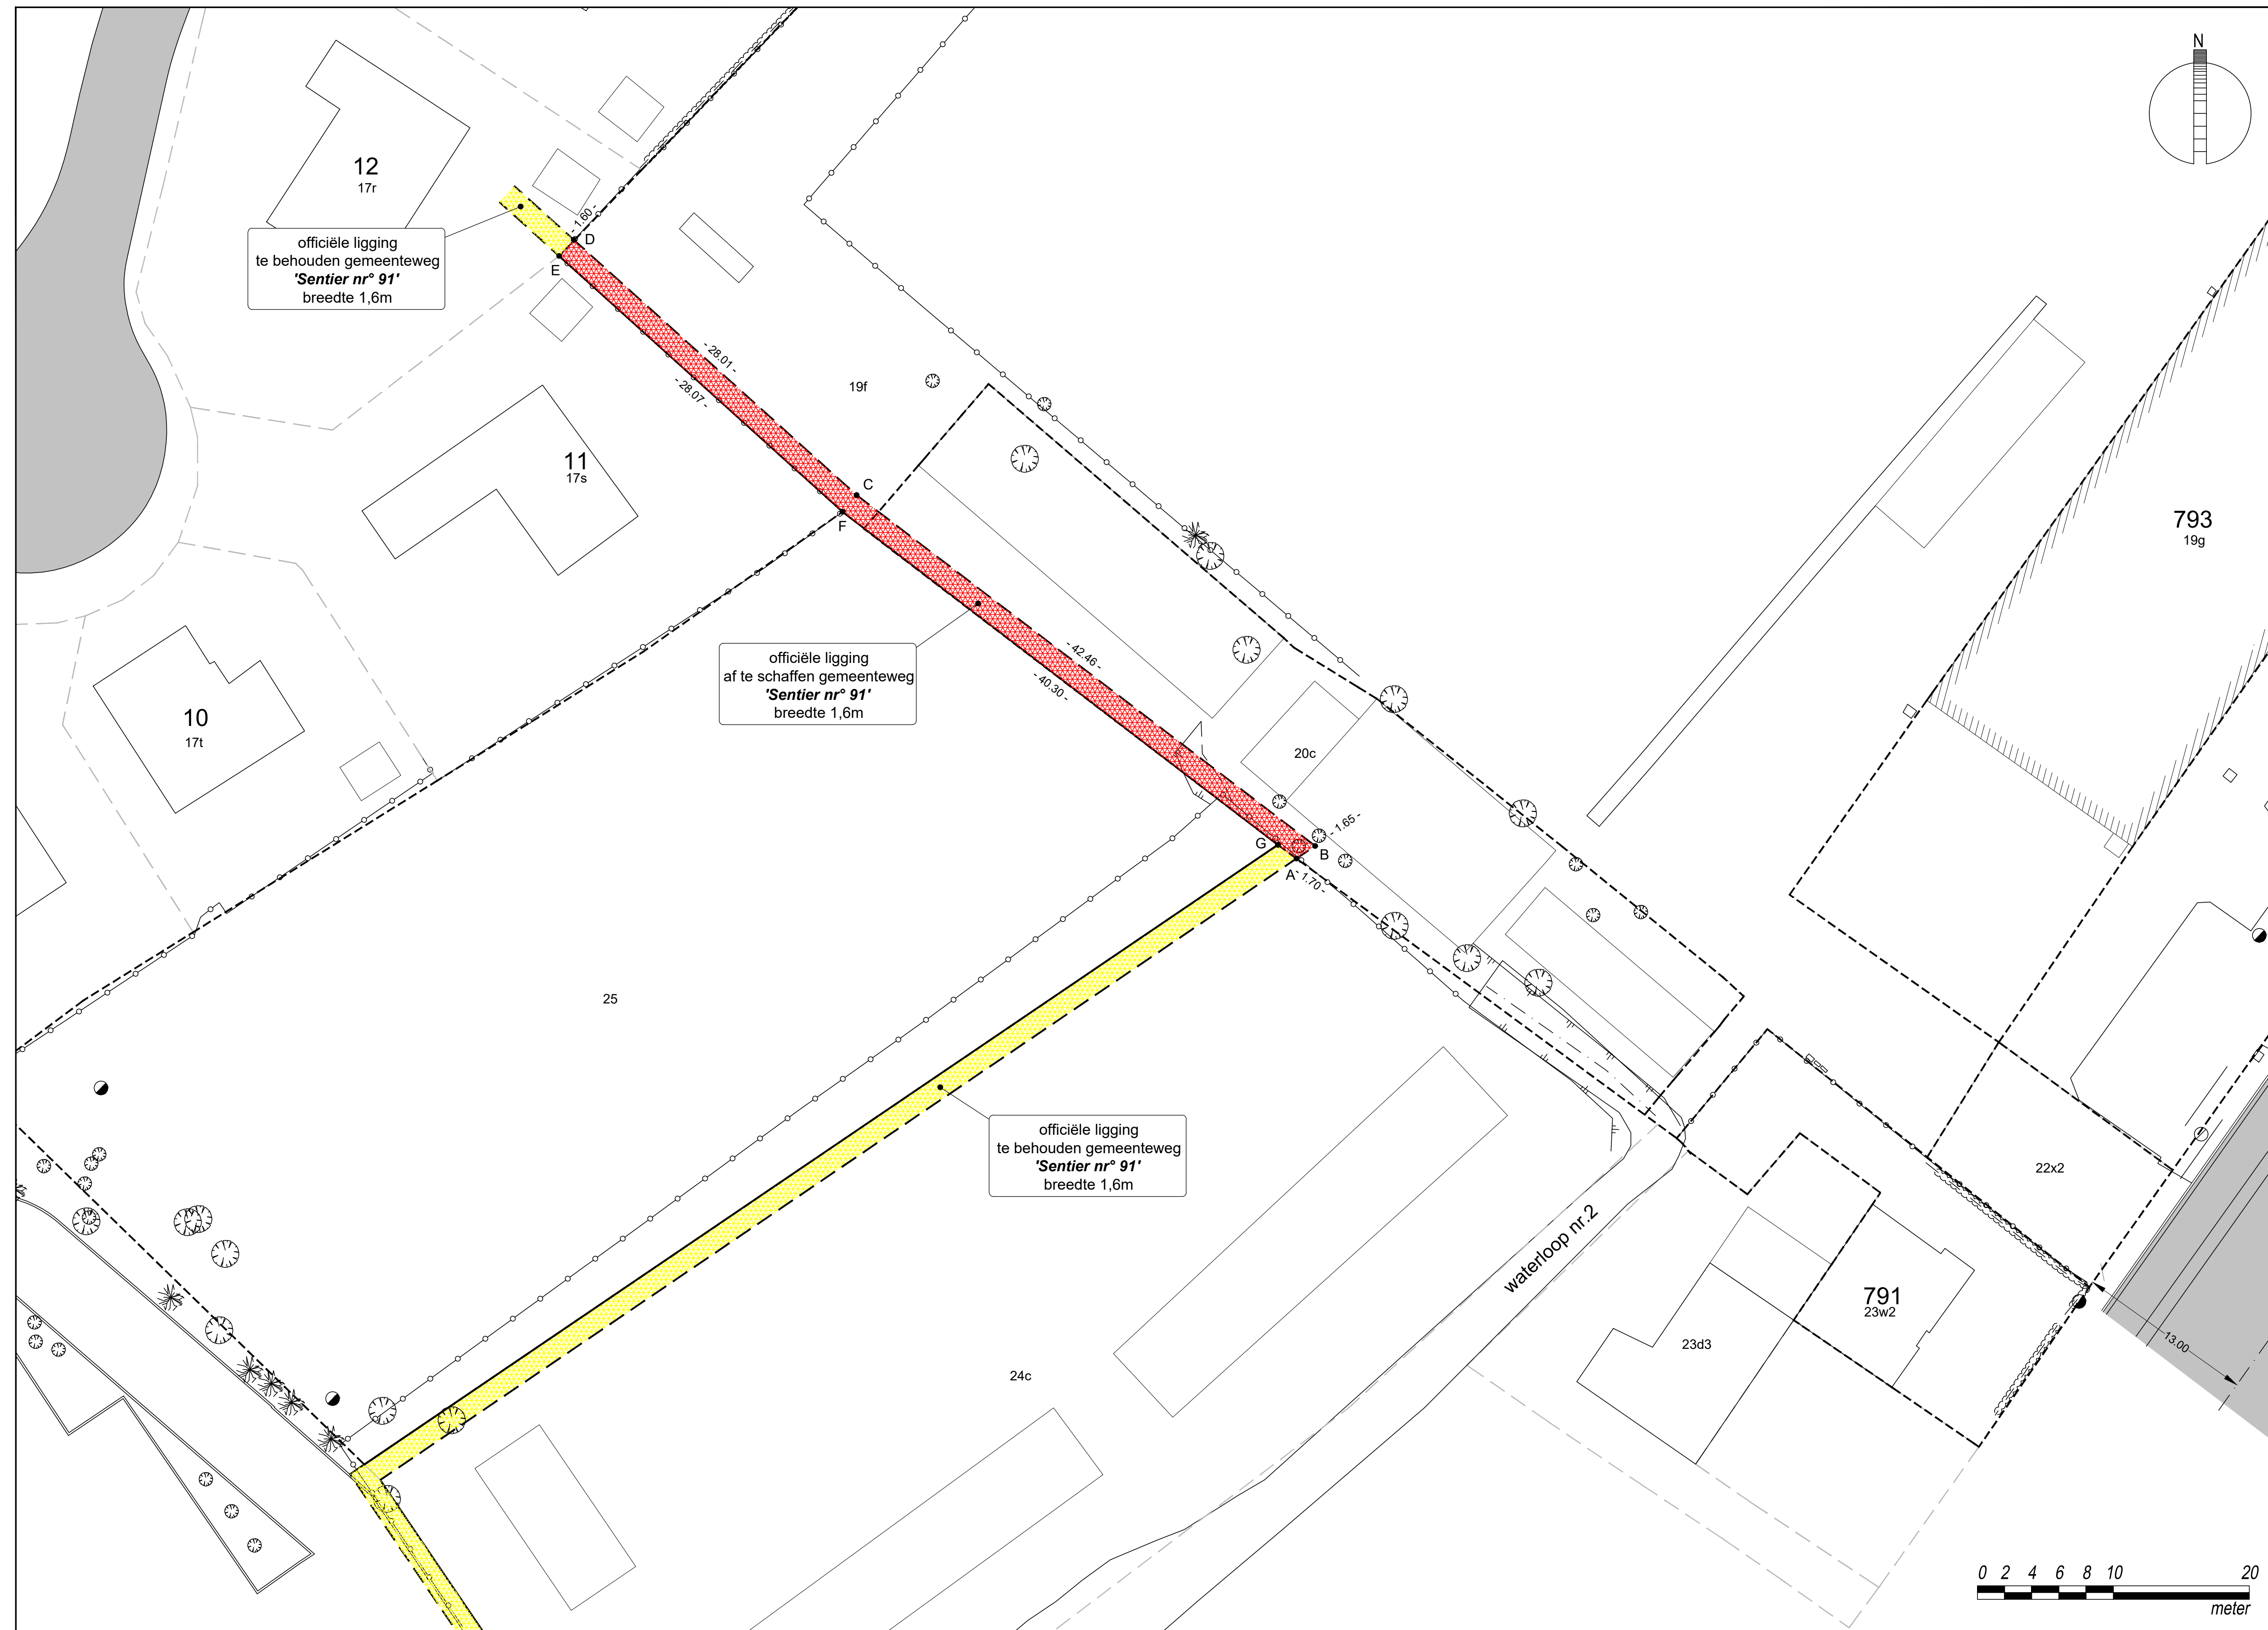 N
12
17r
officiële ligging
te behouden gemeenteweg
'Sentier nr° 91'
breedte 1,6m
- 1.60 -
D
E
- 28.01 -
- 28.07 -
19f
11
17s
C
F
793
19g
officiële ligging
af te schaffen gemeenteweg
'Sentier nr° 91'
breedte 1,6m
- 42.46 -
- 40.30 -
10
17t
20c
- 1.65 -
G
B
A
- 1.70 -
25
officiële ligging
te behouden gemeenteweg
'Sentier nr° 91'
breedte 1,6m
22x2
waterloop nr.2
791
23w2
23d3
13.00
24c
0 2 4 6 8 10 20
meter